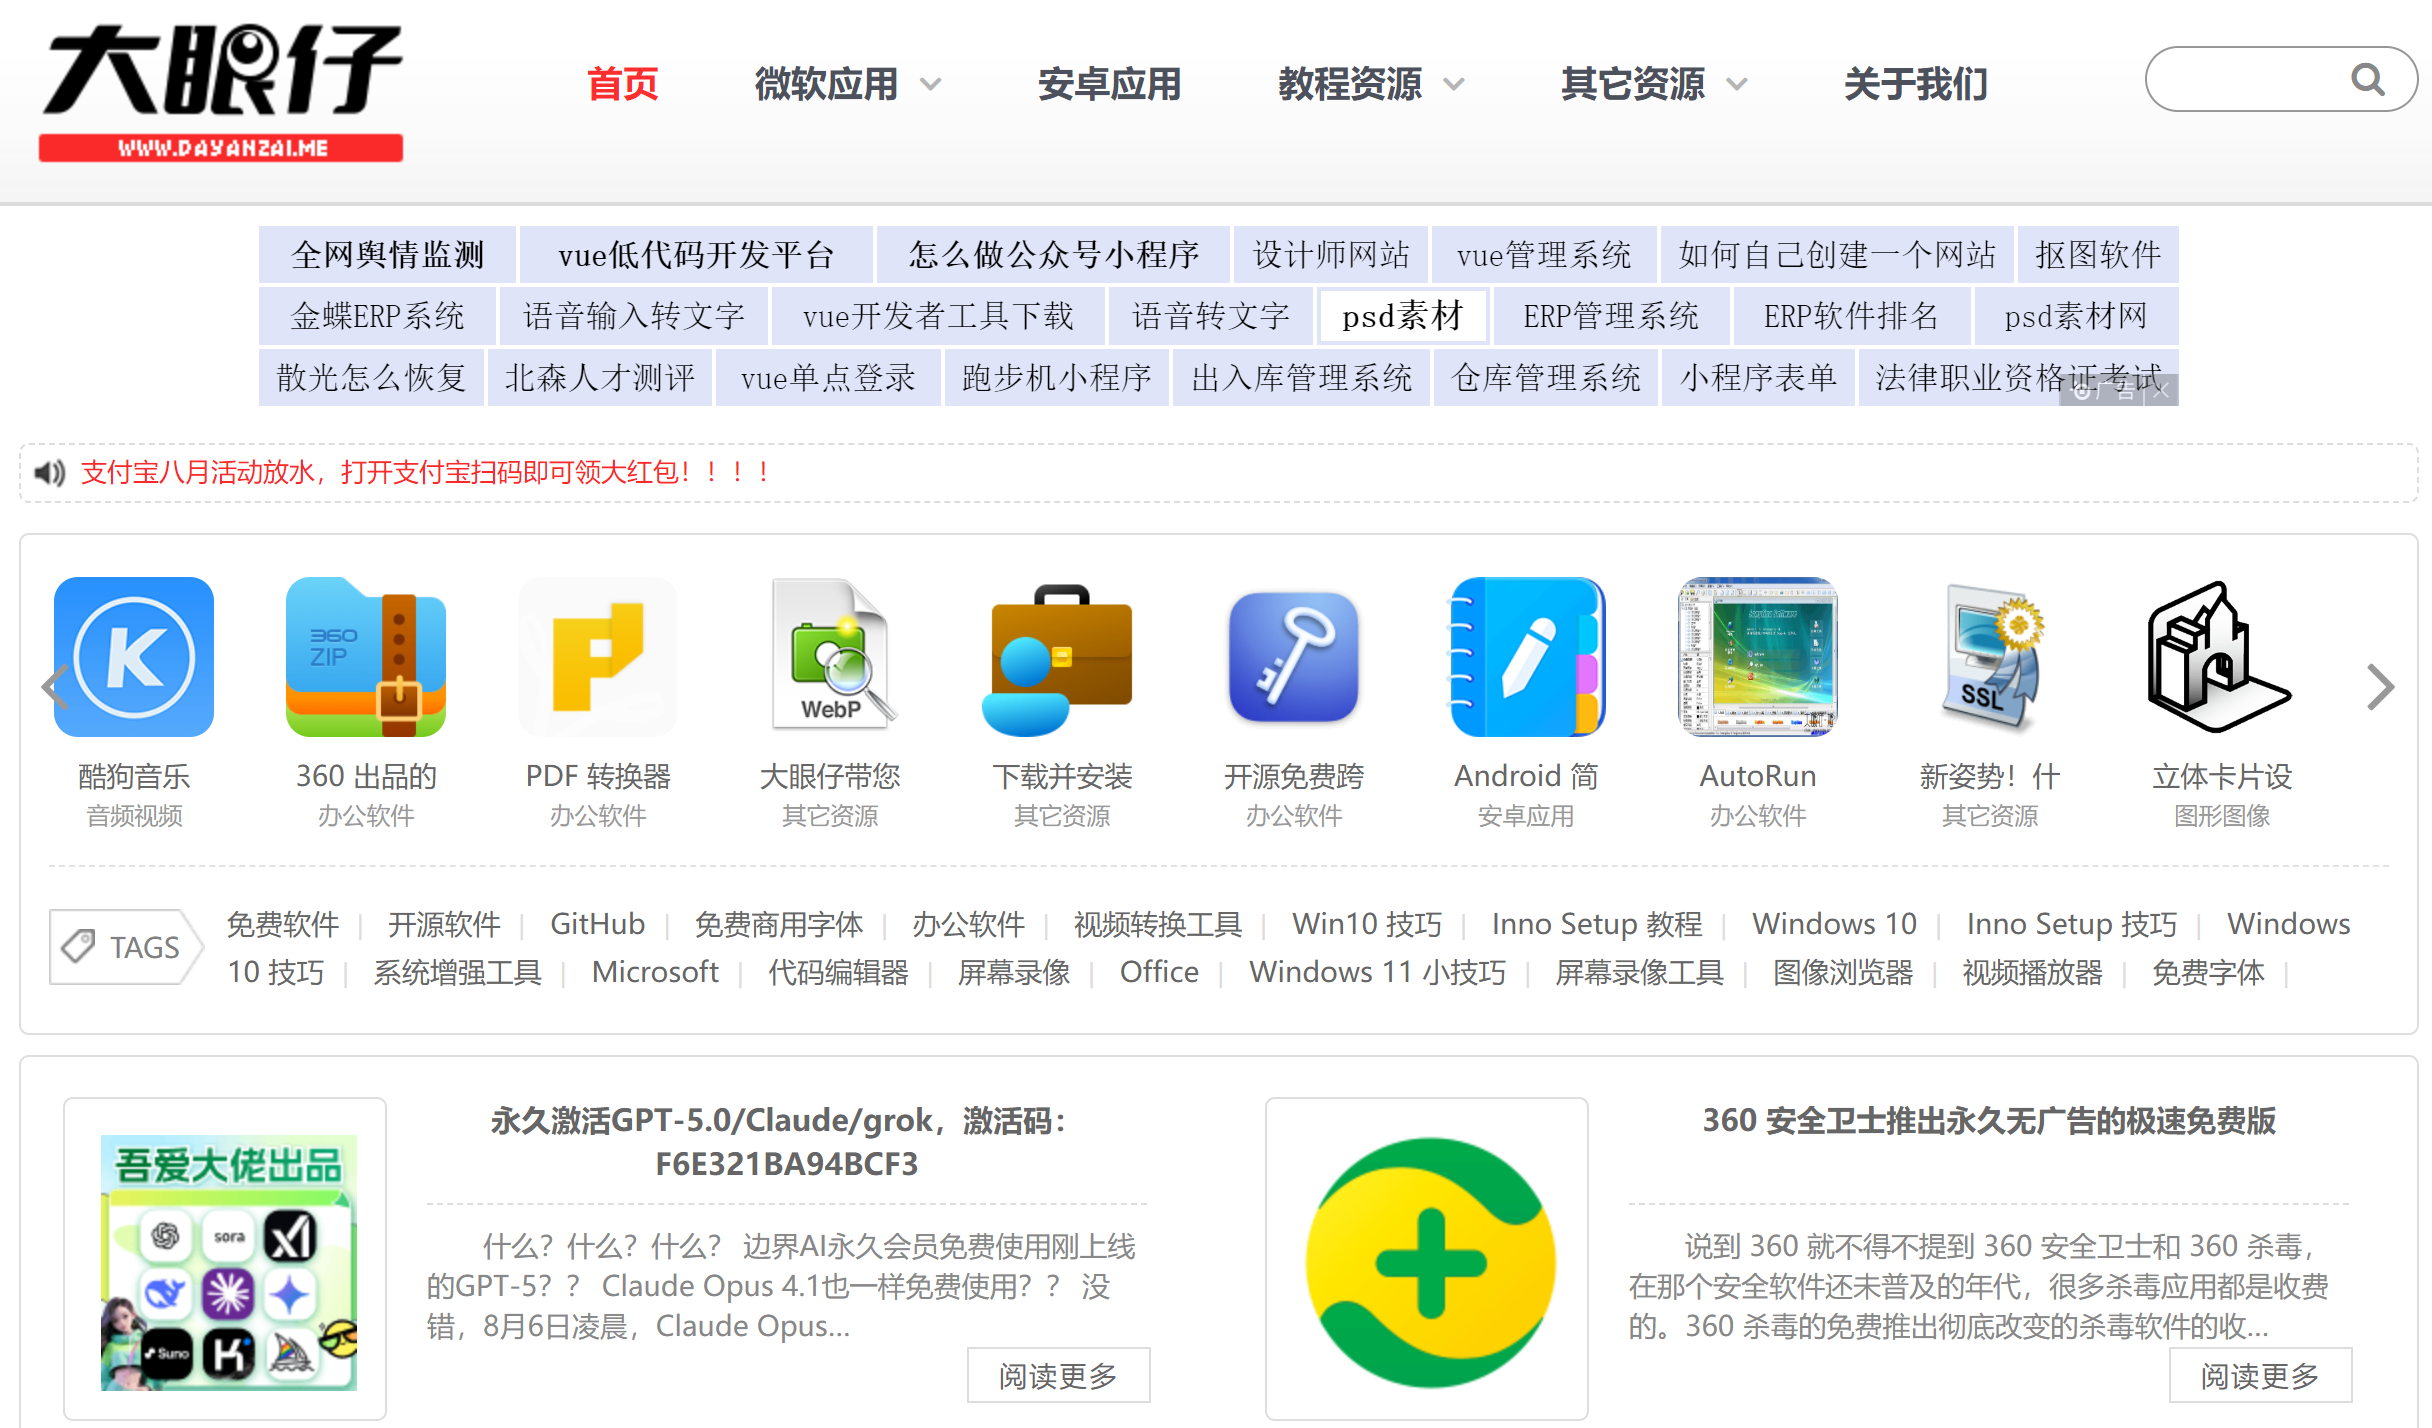 大眼仔
WWW.DAYANZAI.ME
首页 微软应用 安卓应用 教程资源 其它资源 关于我们
全网舆情监测 vue低代码开发平台 怎么做公众号小程序 设计师网站 vue管理系统 如何自己创建一个网站 抠图软件
金蝶ERP系统 语音输入转文字 vue开发者工具下载 语音转文字 psd素材 ERP管理系统 ERP软件排名 psd素材网
散光怎么恢复 北森人才测评 vue单点登录 跑步机小程序 出入库管理系统 仓库管理系统 小程序表单 法律职业资格证考试
广告
支付宝八月活动放水，打开支付宝扫码即可领大红包！！！！
360
ZIP
WebP
SSL
酷狗音乐 360 出品的 PDF 转换器 大眼仔带您 下载并安装 开源免费跨 Android 简 AutoRun 新姿势！什 立体卡片设
音频视频 办公软件 办公软件 其它资源 其它资源 办公软件 安卓应用 办公软件 其它资源 图形图像
TAGS
免费软件 | 开源软件 | GitHub | 免费商用字体 | 办公软件 | 视频转换工具 | Win10 技巧 | Inno Setup 教程 | Windows 10 | Inno Setup 技巧 | Windows
10 技巧 | 系统增强工具 | Microsoft | 代码编辑器 | 屏幕录像 | Office | Windows 11 小技巧 | 屏幕录像工具 | 图像浏览器 | 视频播放器 | 免费字体 |
吾爱大佬出品
sora
Suno
永久激活GPT-5.0/Claude/grok，激活码：
F6E321BA94BCF3
什么？什么？什么？ 边界AI永久会员免费使用刚上线
的GPT-5？？ Claude Opus 4.1也一样免费使用？？ 没
错，8月6日凌晨，Claude Opus...
阅读更多
360 安全卫士推出永久无广告的极速免费版
说到 360 就不得不提到 360 安全卫士和 360 杀毒，
在那个安全软件还未普及的年代，很多杀毒应用都是收费
的。360 杀毒的免费推出彻底改变的杀毒软件的收...
阅读更多